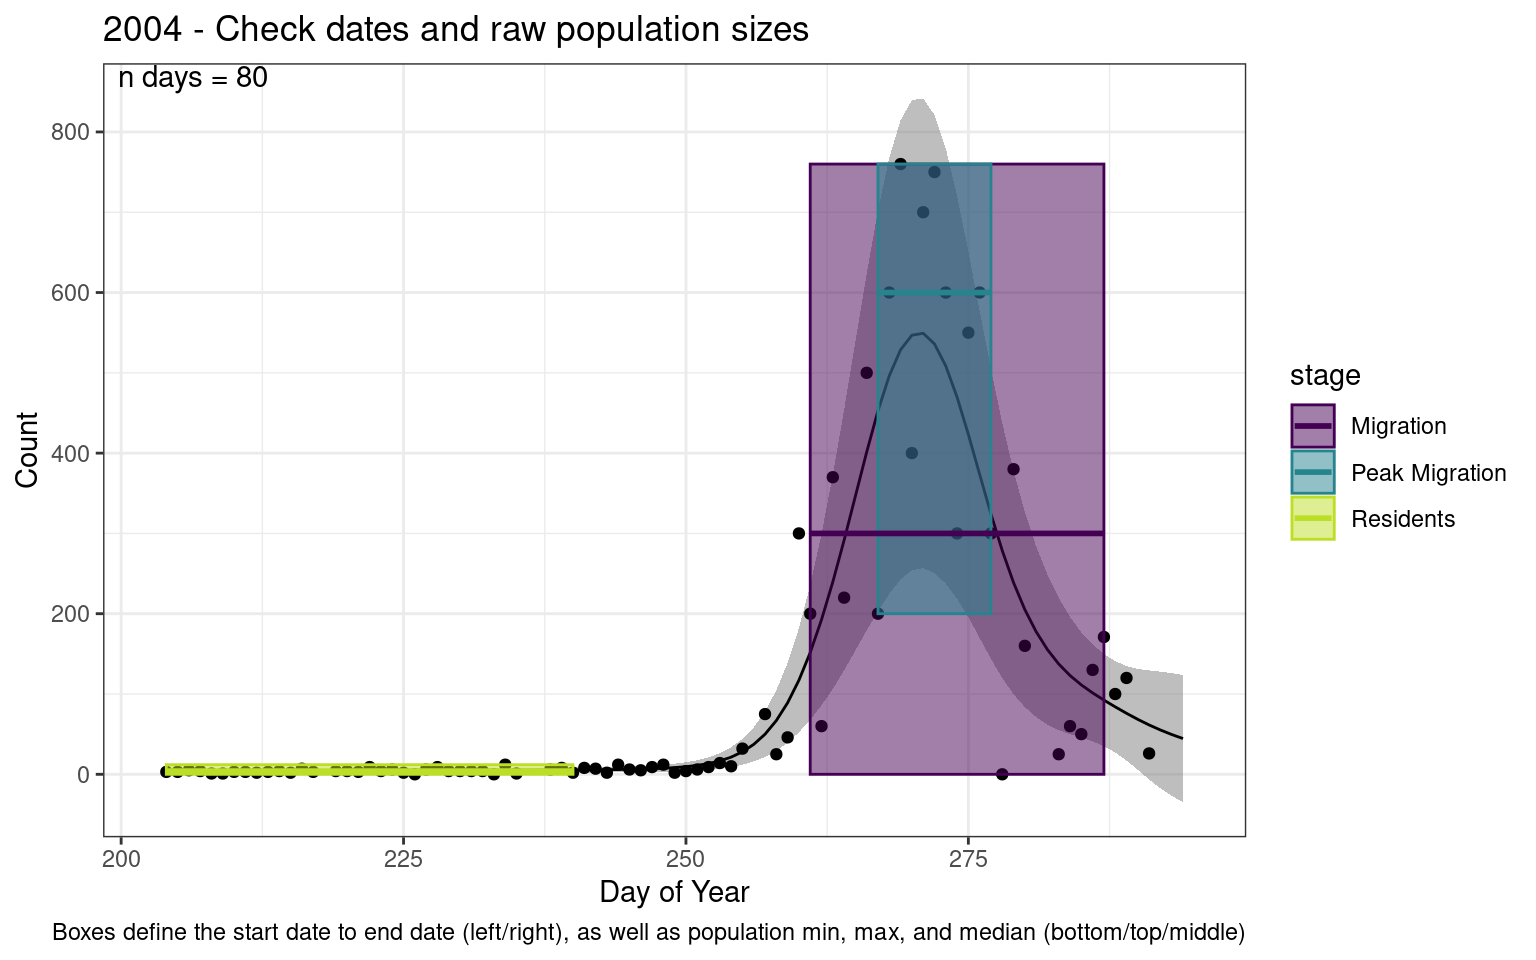 2004 - Check dates and raw population sizes
n days = 80
800
600
400
200
0
Count
200
225
250
275
Day of Year
stage
Migration
Peak Migration
Residents
Boxes define the start date to end date (left/right), as well as population min, max, and median (bottom/top/middle)